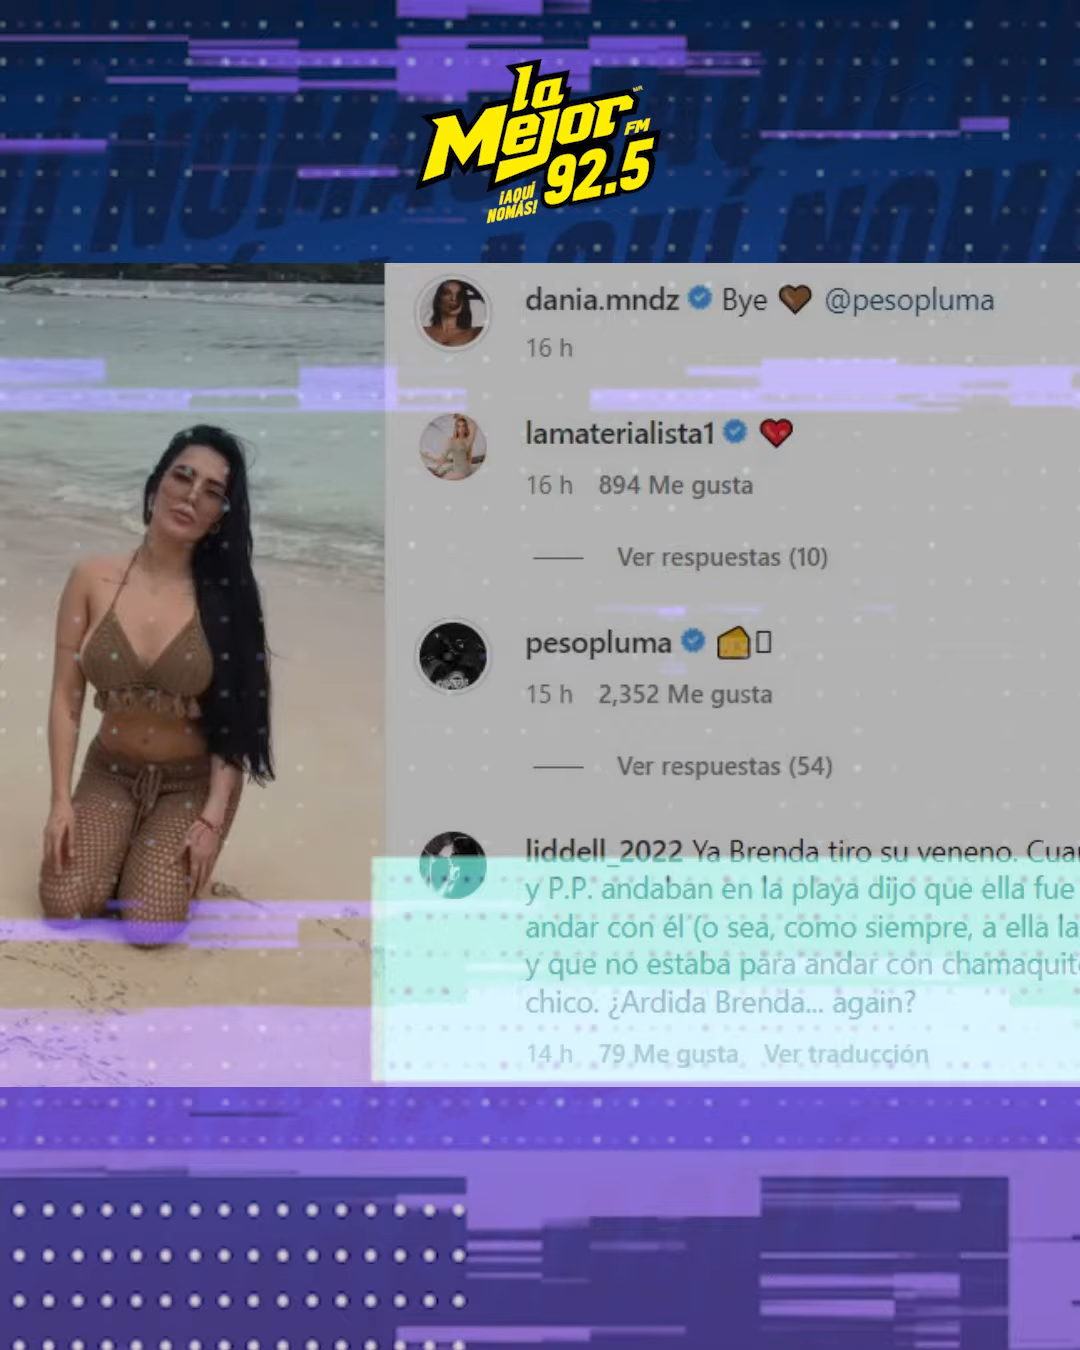 la
Mejor
FM
92.5
¡AQUÍ
NOMÁS!
dania.mndz Bye 🤎 @pesopluma
16 h
lamaterialista1 ❤️
16 h 894 Me gusta
Ver respuestas (10)
pesopluma 🧀
15 h 2,352 Me gusta
Ver respuestas (54)
liddell_2022 Ya Brenda tiro su veneno.
y P.P. andaban en la playa dijo que ella fue
andar con él (o sea, como siempre, a ella la
y que no estaba para andar con
chico. ¿Ardida Brenda... again?
14 h 79 Me gusta Ver traducción